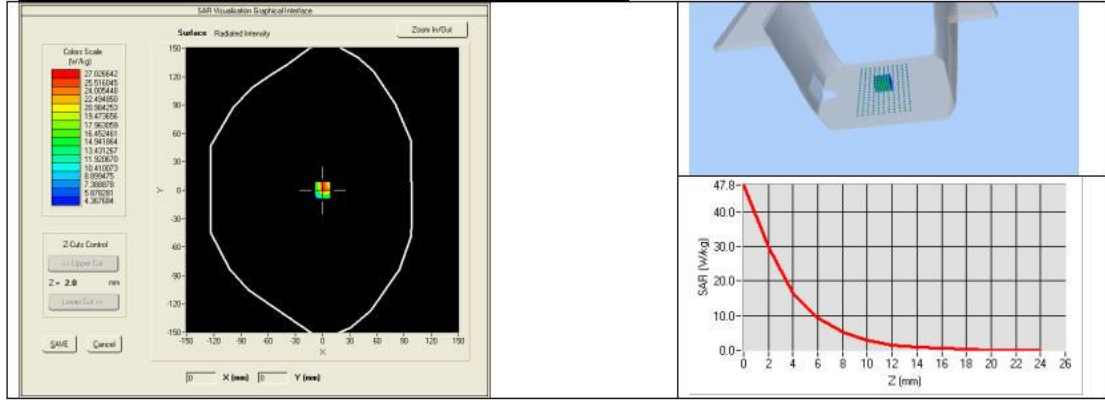 SAR Visualisation Graphical Interface
Surface Radiated Intensity
Zoom In/Out
Colors Scale
(W/kg)
27.026642
25.516045
24.005448
22.494850
20.984253
19.473656
17.963059
16.452461
14.941864
13.431267
11.920670
10.410073
8.899475
7.388878
5.878281
4.367684
Z-Cuts Control
<< Upper Cut
Z = 2.0 mm
Lower Cut >>
SAVE Cancel
150
120
90
60
30
0
-30
-60
-90
-120
-150
Y
-150 -120 -90 -60 -30 0 30 60 90 120 150
X
0 X (mm) 0 Y (mm)
47.8
40.0
30.0
20.0
10.0
0.0
SAR (W/kg)
0 2 4 6 8 10 12 14 16 18 20 22 24 26
Z (mm)